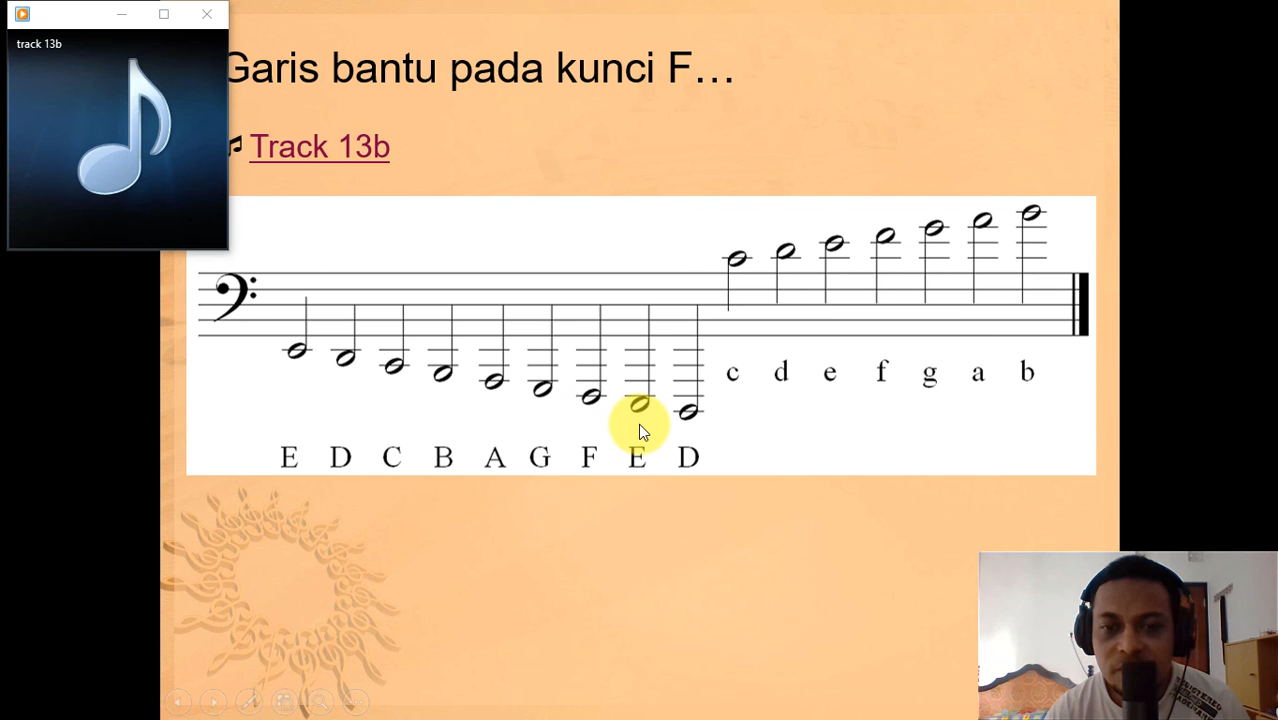 track 13b
Garis bantu pada kunci F…
Track 13b
c d e f g a b
E D C B A G F E D